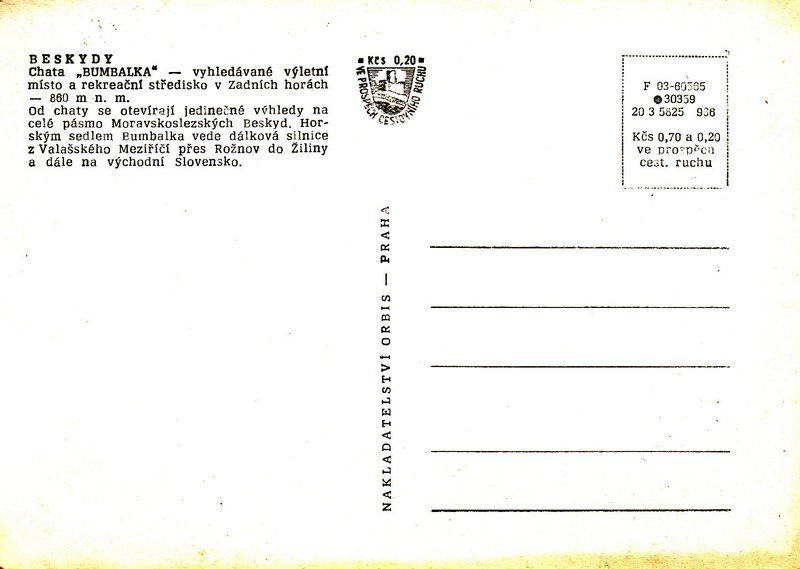 BESKYDY
Chata „BUMBALKA“ — vyhledávané výletní
místo a rekreační středisko v Zadních horách
— 860 m n. m.
Od chaty se otevírají jedinečné výhledy na
celé pásmo Moravskoslezských Beskyd. Hor-
ským sedlem Bumbalka vede dálková silnice
z Valašského Meziříčí přes Rožnov do Žiliny
a dále na východní Slovensko.
Kčs 0,20
VE PROSPĚCH CESTOVNÍHO RUCHU
F 03-60
30359
20 3 5825 966
Kčs 0,70 a 0,20
ve prospěch
cest. ruchu
NAKLADATELSTVÍ ORBIS — PRAHA